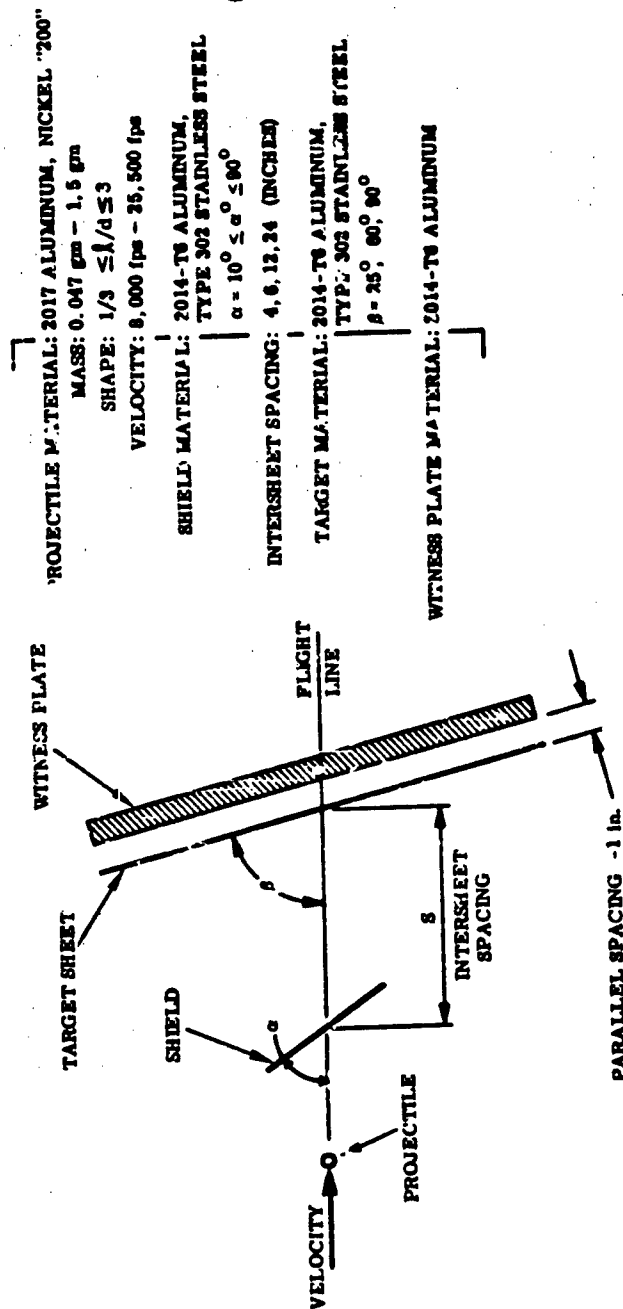 'ROJECTILE MATERIAL: 2017 ALUMINUM, NICKEL "200"
MASS: 0.047 gm - 1.5 gm
SHAPE: 1/3 ≤ l/d ≤ 3
VELOCITY: 8,000 fps - 25,500 fps
SHIELD MATERIAL: 2014-T6 ALUMINUM,
TYPE 302 STAINLESS STEEL
α = 10° ≤ α° ≤ 90°
INTERSHEET SPACING: 4,6,12,24 (INCHES)
TARGET MATERIAL: 2014-T6 ALUMINUM,
TYPE 302 STAINLESS STEEL
β = 25°, 60°, 90°
WITNESS PLATE MATERIAL: 2014-T6 ALUMINUM
WITNESS PLATE
TARGET SHEET
SHIELD
α
β
FLIGHT
LINE
VELOCITY
PROJECTILE
S
INTERSHEET
SPACING
PARALLEL SPACING -1 in.